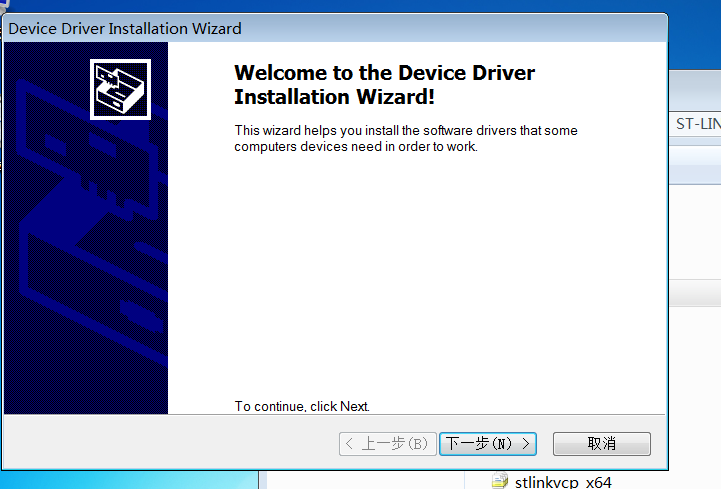 Device Driver Installation Wizard
Welcome to the Device Driver
Installation Wizard!
This wizard helps you install the software drivers that some
computers devices need in order to work.
ST-LIN
To continue, click Next.
< 上一步(B)
下一步(N) >
取消
stlinkvcp_x64